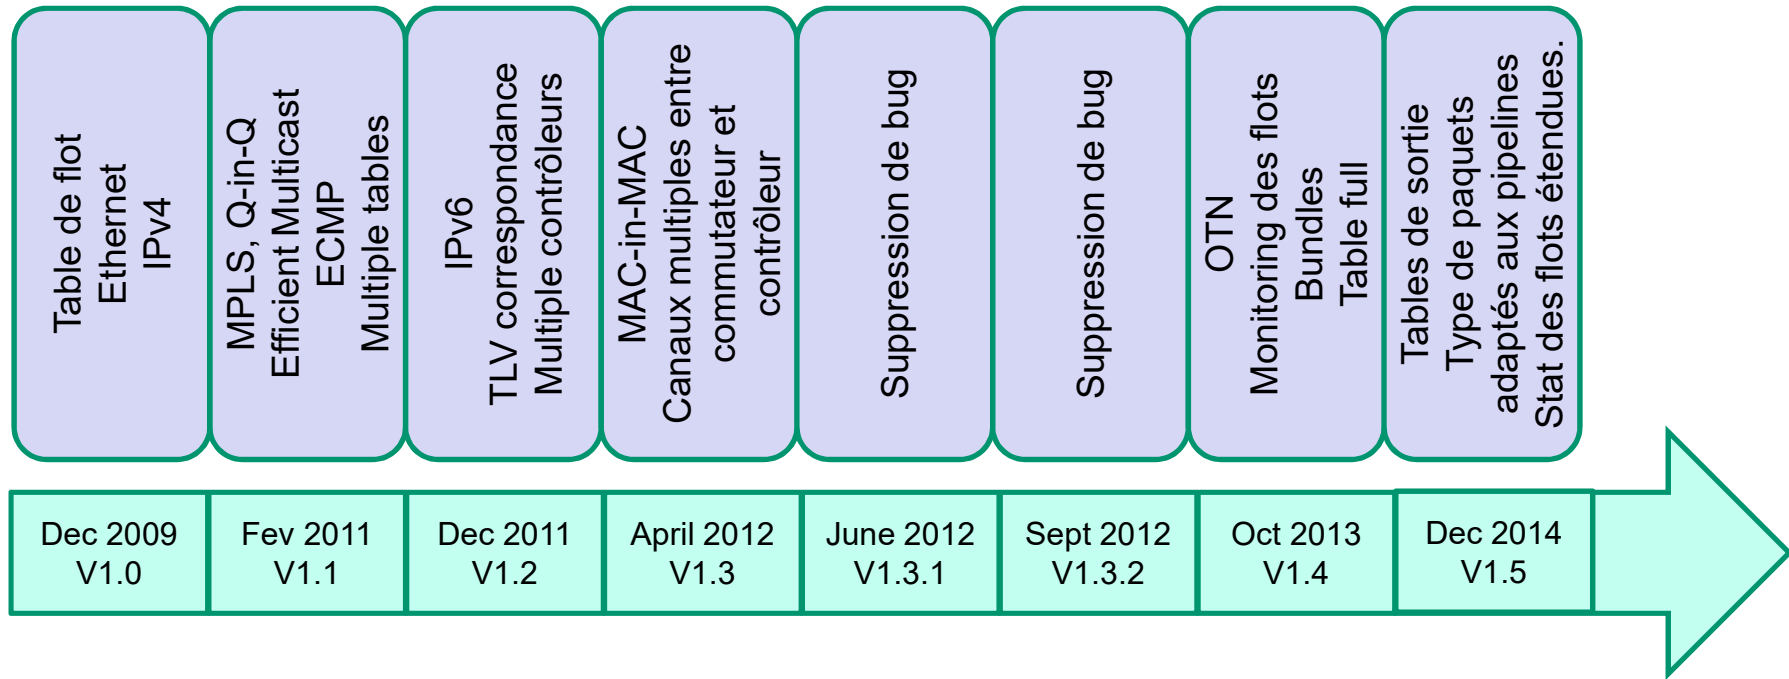 Table de flot
Ethernet
IPv4
MPLS, Q-in-Q
Efficient Multicast
ECMP
Multiple tables
IPv6
TLV correspondance
Multiple contrôleurs
MAC-in-MAC
Canaux multiples entre
commutateur et
contrôleur
Suppression de bug
Suppression de bug
OTN
Monitoring des flots
Bundles
Table full
Tables de sortie
Type de paquets
adaptés aux pipelines
Stat des flots étendues.
Dec 2009
V1.0
Fev 2011
V1.1
Dec 2011
V1.2
April 2012
V1.3
June 2012
V1.3.1
Sept 2012
V1.3.2
Oct 2013
V1.4
Dec 2014
V1.5